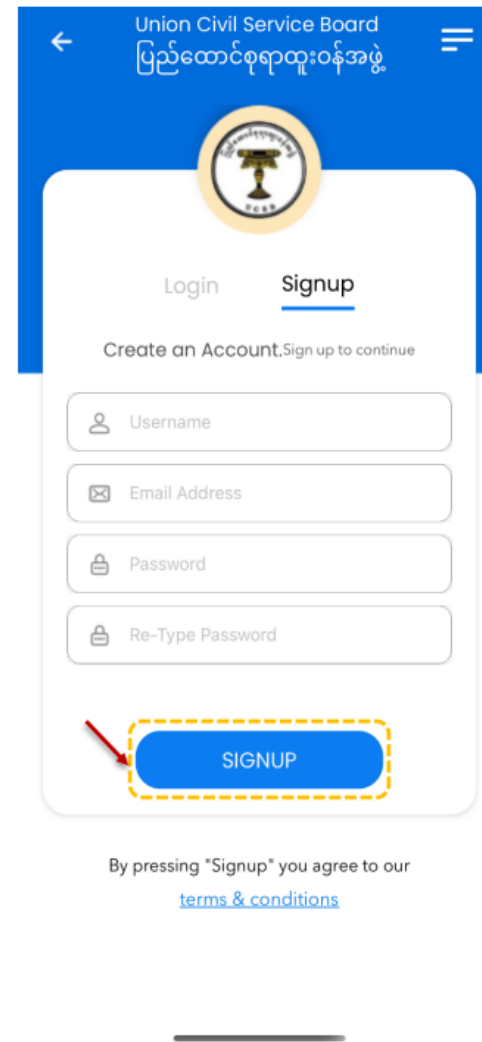 Union Civil Service Board
ပြည်ထောင်စုရာထူးဝန်အဖွဲ့
UCSB
Login Signup
Create an Account.Sign up to continue
Username
Email Address
Password
Re-Type Password
SIGNUP
By pressing "Signup" you agree to our
terms & conditions